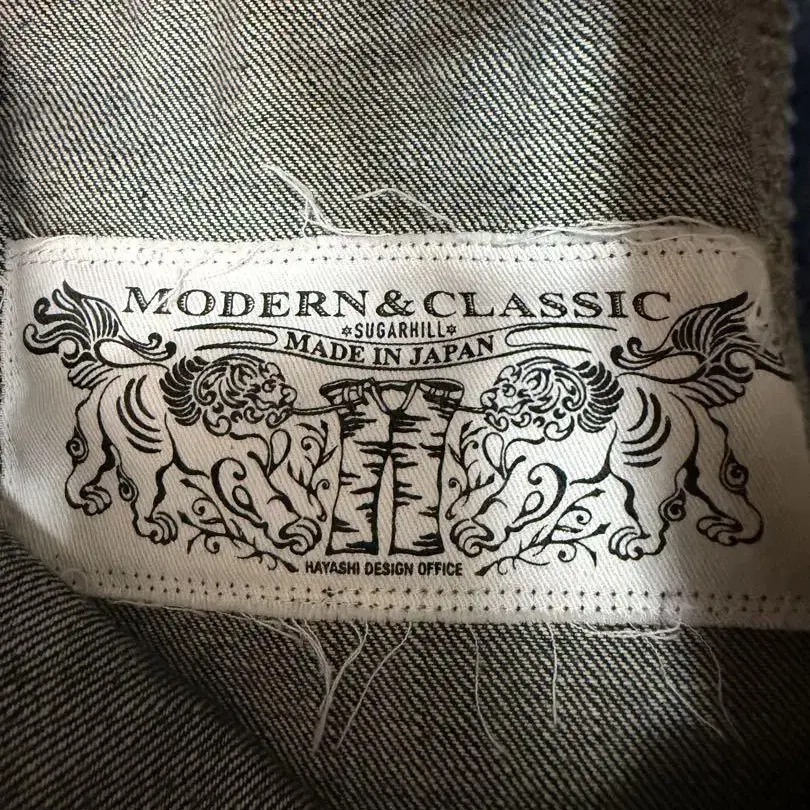 MODERN & CLASSIC
*SUGARHILL*
MADE IN JAPAN
HAYASHI DESIGN OFFICE